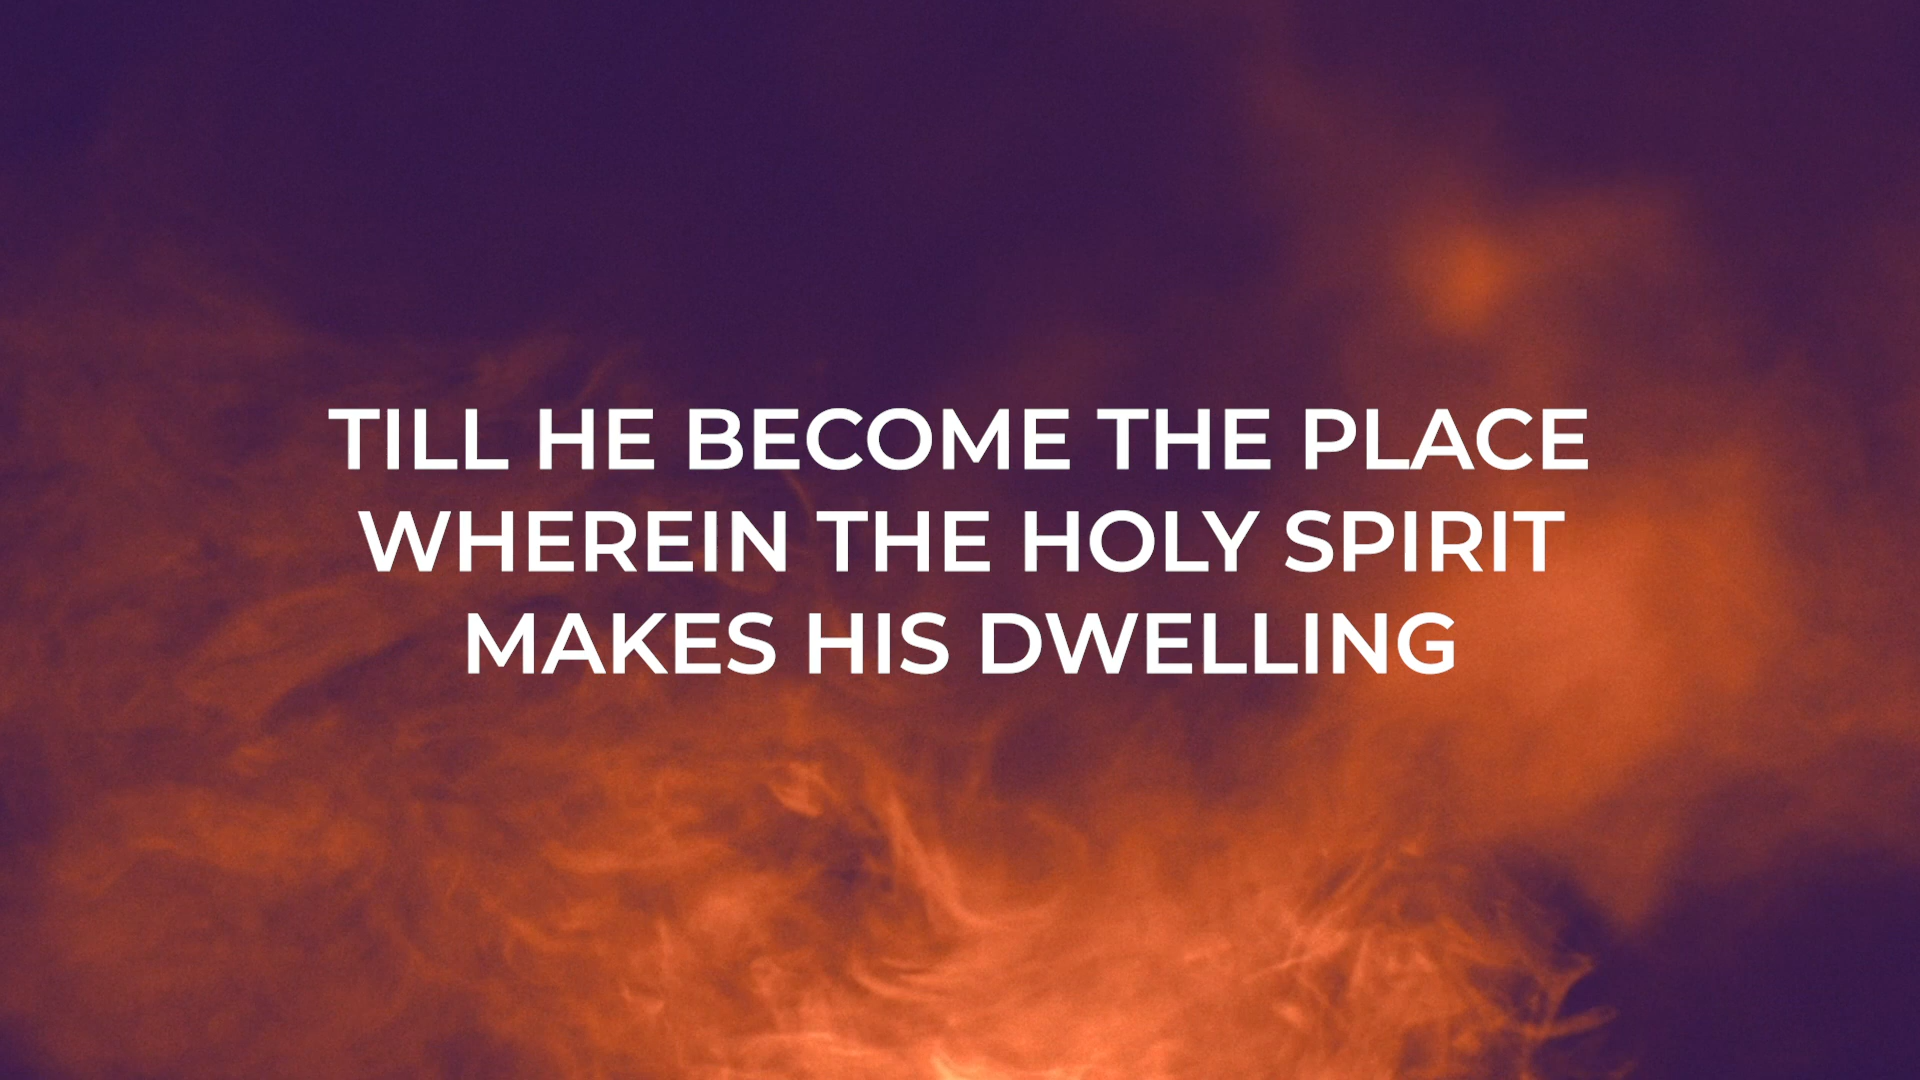 TILL HE BECOME THE PLACE
WHEREIN THE HOLY SPIRIT
MAKES HIS DWELLING